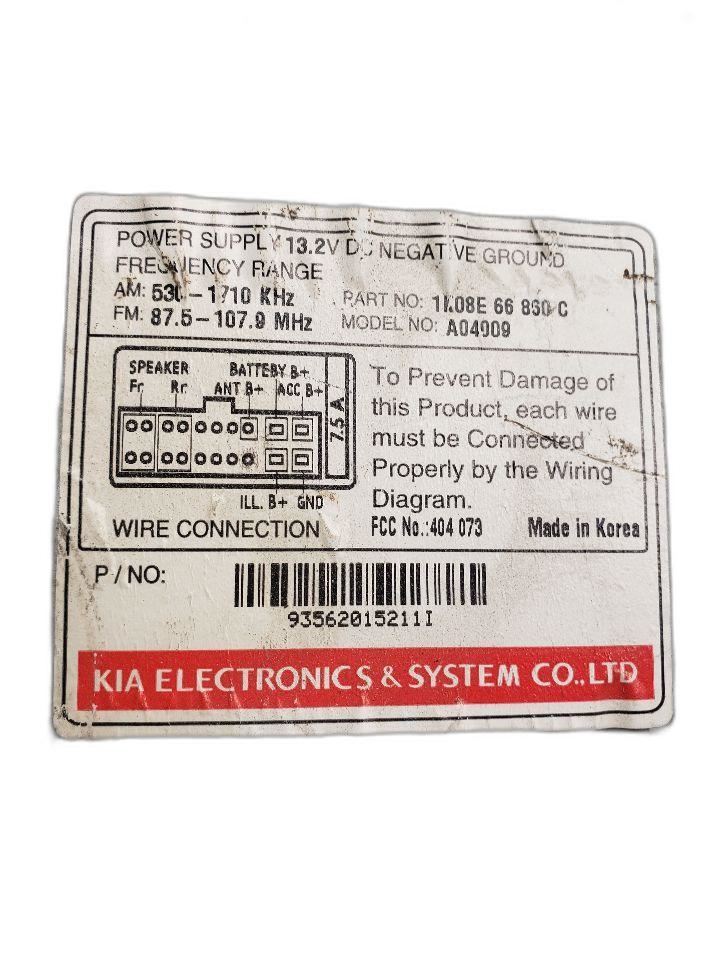 POWER SUPPLY 13.2V DC NEGATIVE GROUND
FREQUENCY RANGE
AM: 530-1710 KHz
FM: 87.5-107.9 MHz
PART NO: 66 860 C
MODEL NO: A04009
SPEAKER BATTEBY B+
Fr Rr ANT B+ ACC B+
7.5 A
ILL. B+ GND
WIRE CONNECTION
To Prevent Damage of
this Product, each wire
must be Connected
Properly by the Wiring
Diagram.
FCC No.:404 073 Made in Korea
P/NO:
93562015211I
KIA ELECTRONICS & SYSTEM CO.,LTD